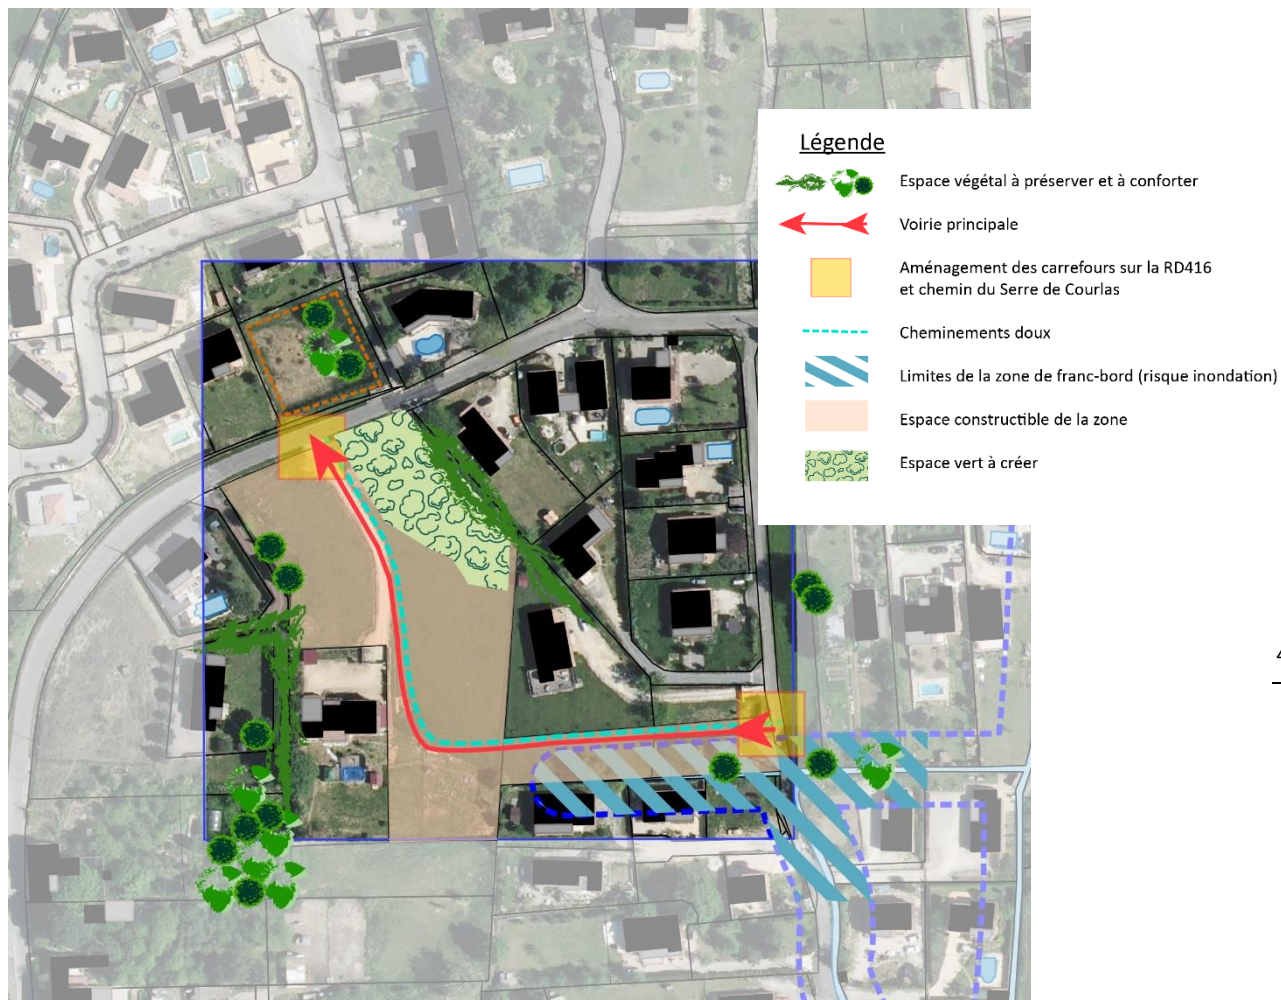 Légende
Espace végétal à préserver et à conforter
Voirie principale
Aménagement des carrefours sur la RD416
et chemin du Serre de Courlas
Cheminements doux
Limites de la zone de franc-bord (risque inondation)
Espace constructible de la zone
Espace vert à créer